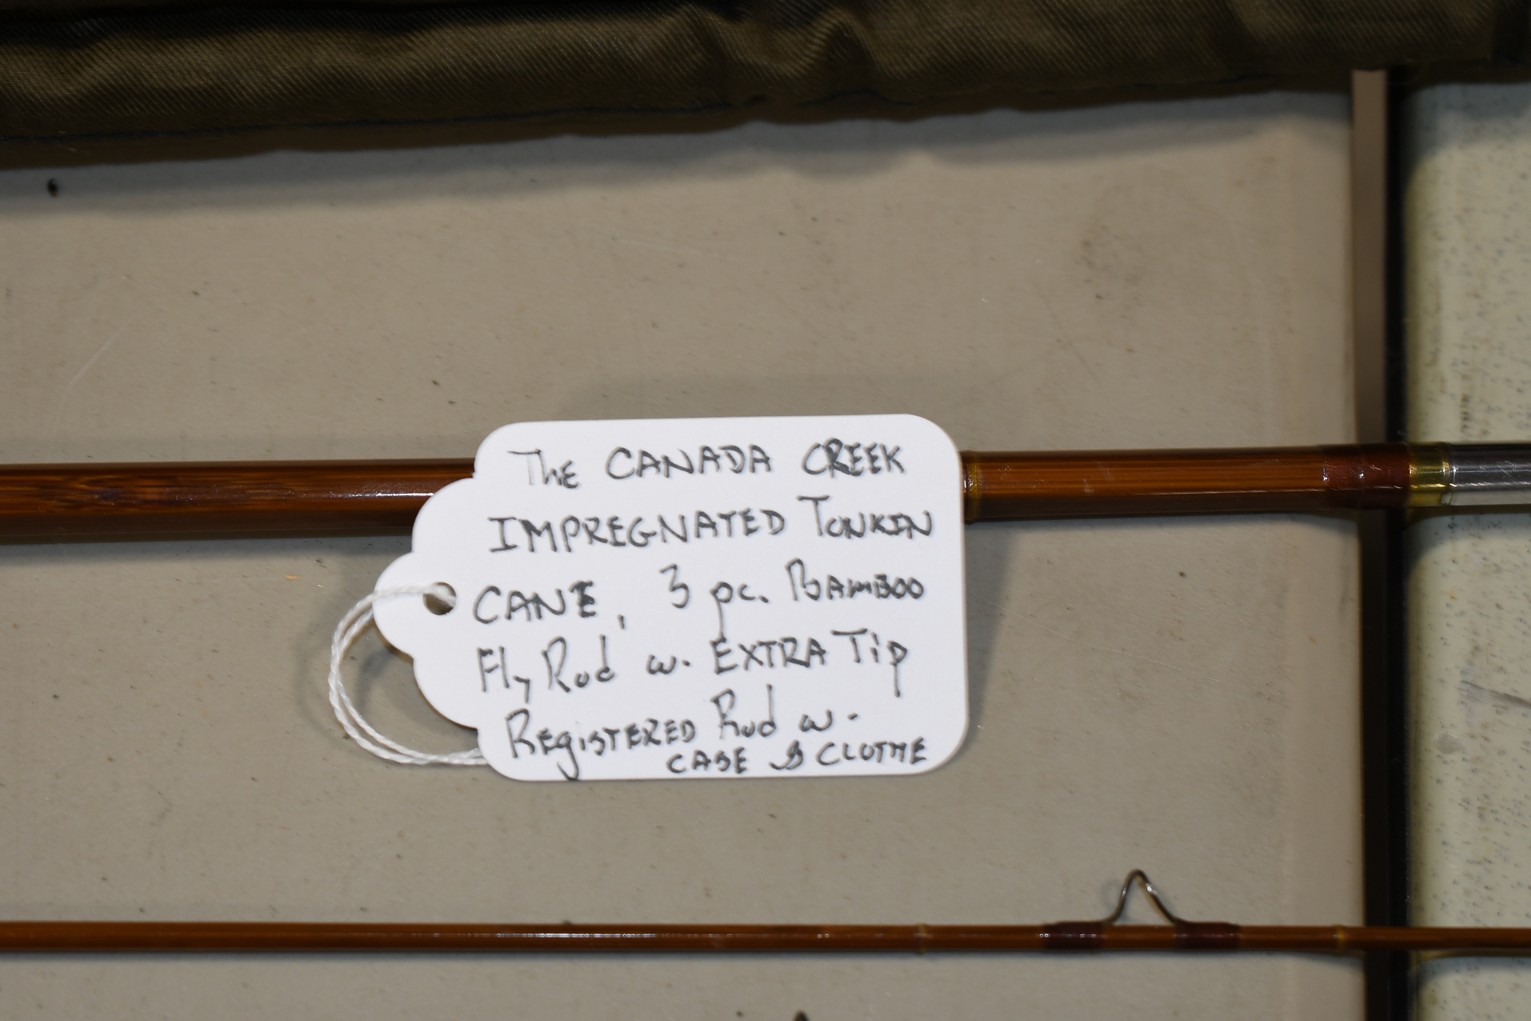 The CANADA CREEK
IMPREGNATED TONKIN
CANE, 3 pc. BAMBOO
Fly Rod w. EXTRA Tip
REGISTERED Rod w-
CASE & CLOTHE